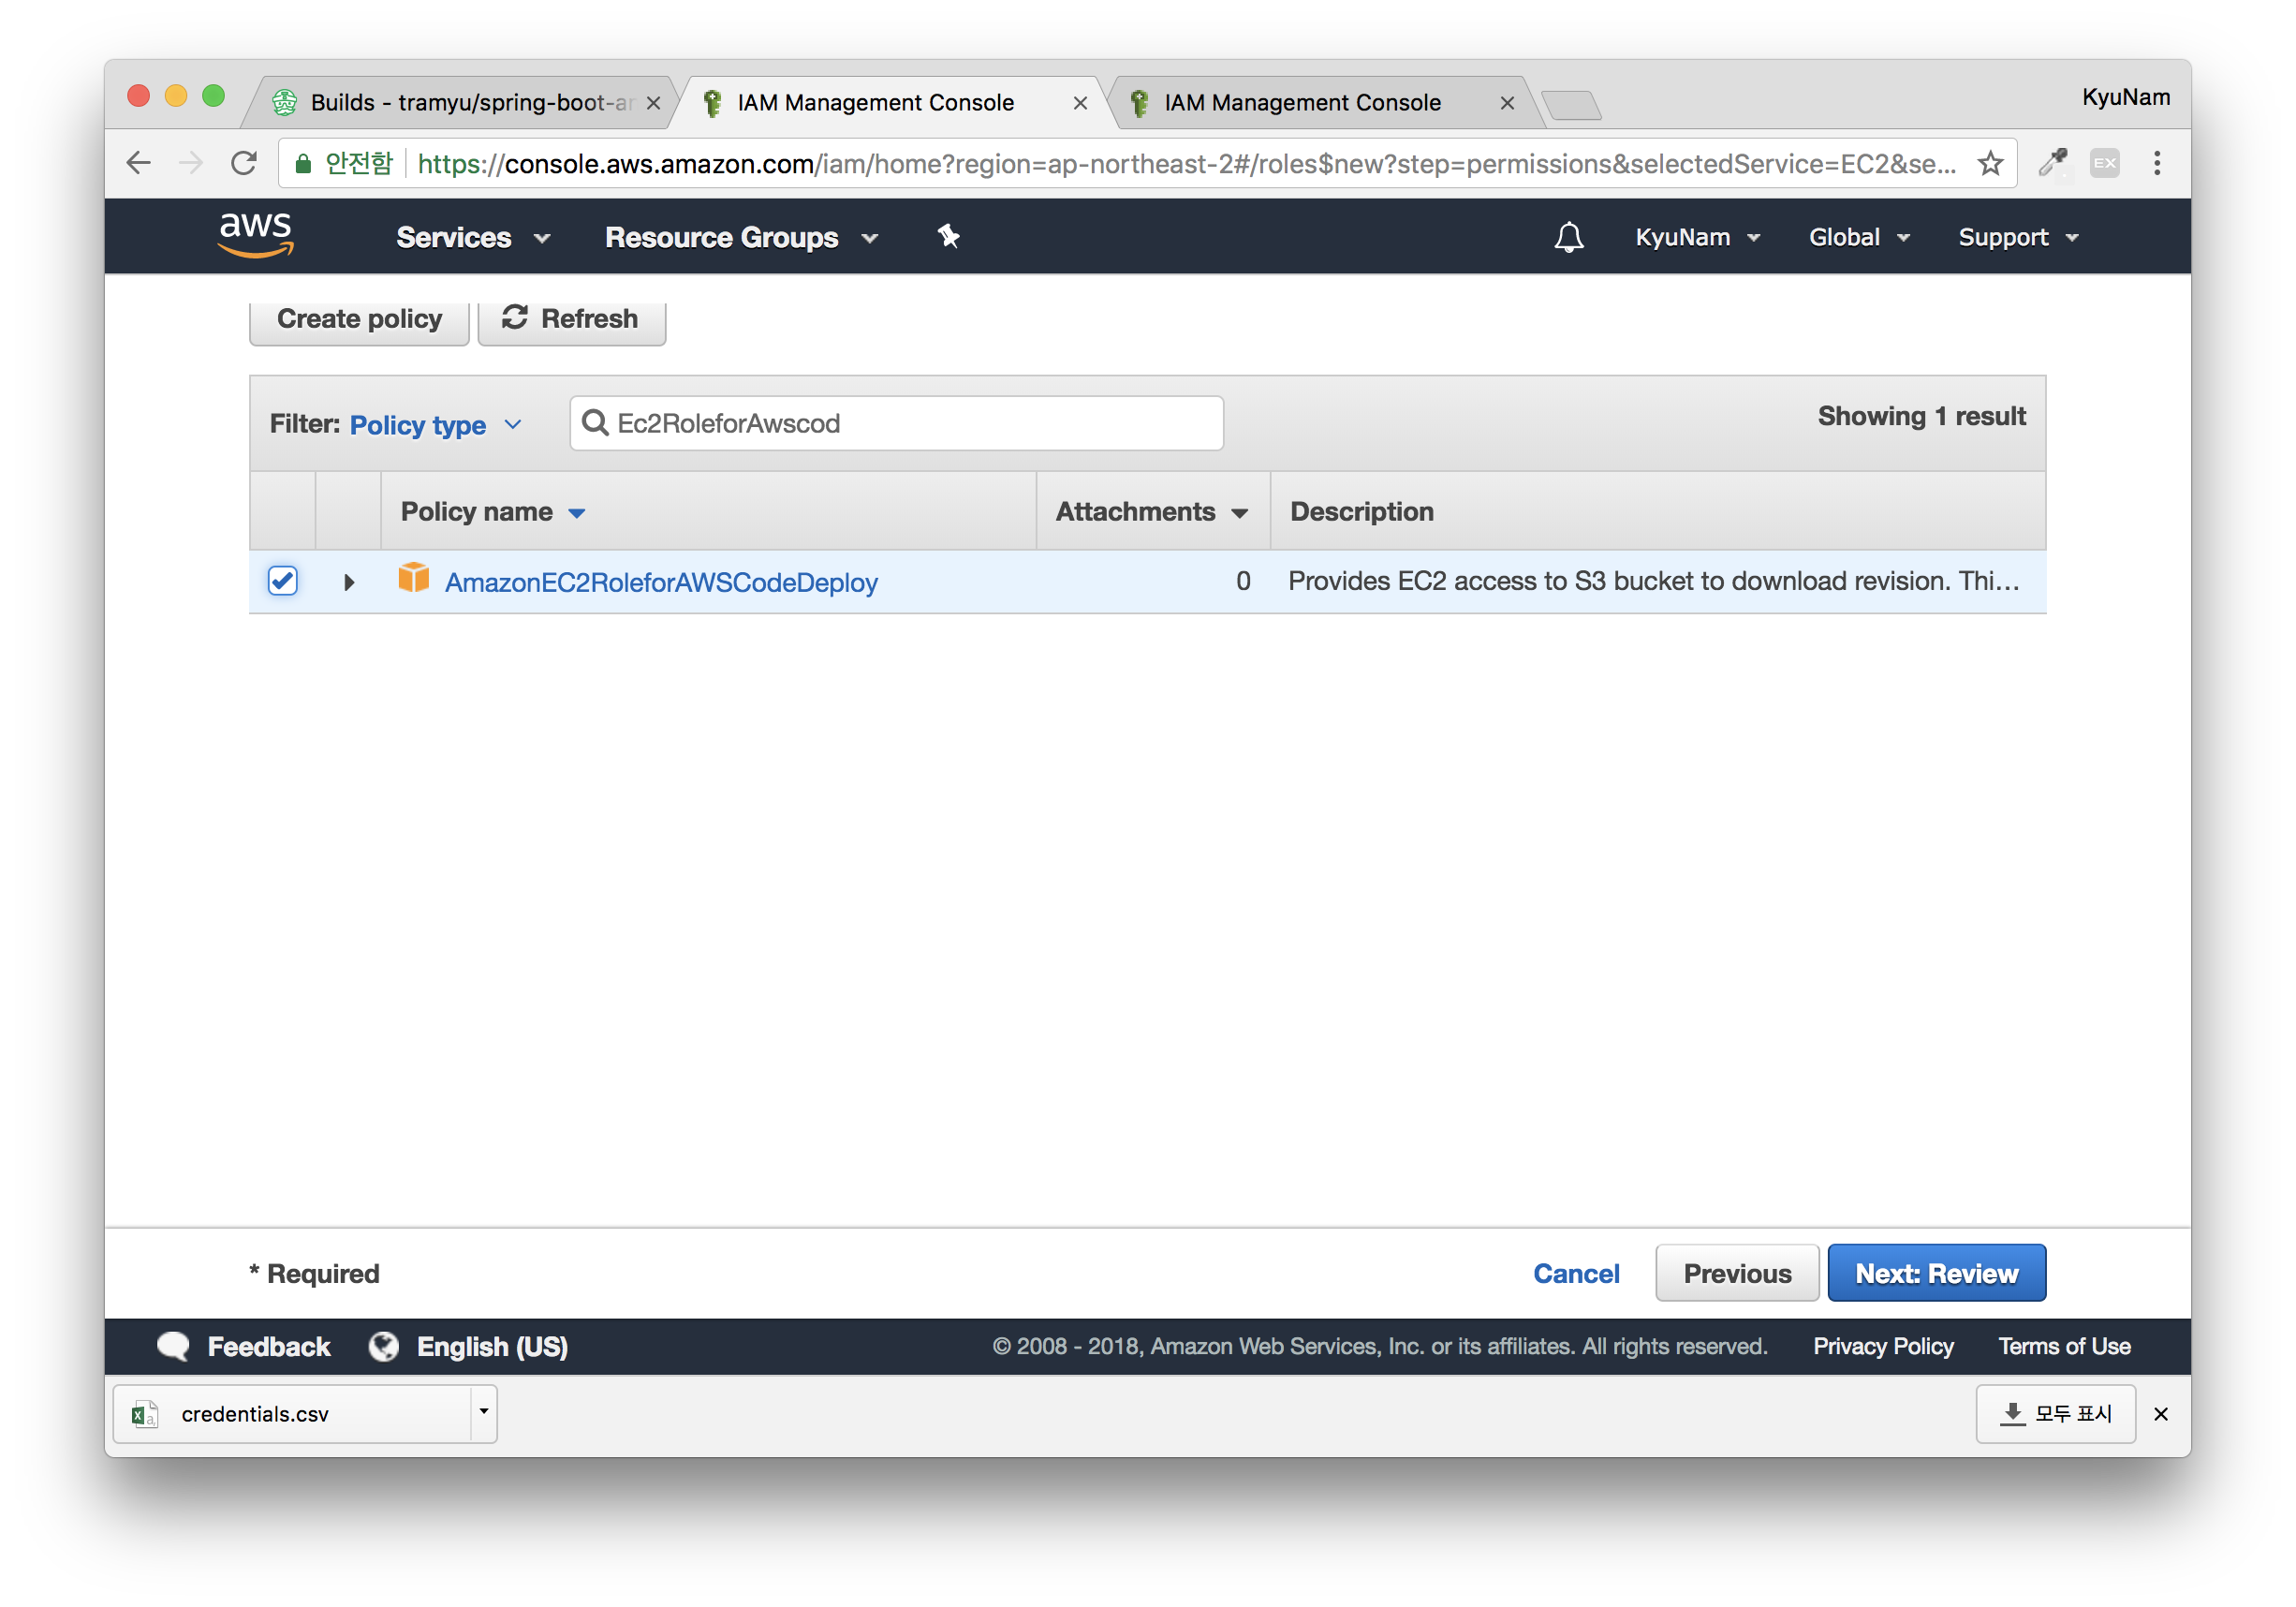 Builds - tramyu/spring-boot-ar
IAM Management Console
IAM Management Console
KyuNam
안전함
https://console.aws.amazon.com/iam/home?region=ap-northeast-2#/roles$new?step=permissions&selectedService=EC2&se...
EX
aws
Services
Resource Groups
KyuNam
Global
Support
Create policy
Refresh
Filter: Policy type
Ec2RoleforAwscod
Showing 1 result
Policy name
Attachments
Description
AmazonEC2RoleforAWSCodeDeploy
0
Provides EC2 access to S3 bucket to download revision. Thi...
* Required
Cancel
Previous
Next: Review
Feedback
English (US)
© 2008 - 2018, Amazon Web Services, Inc. or its affiliates. All rights reserved.
Privacy Policy
Terms of Use
credentials.csv
모두 표시